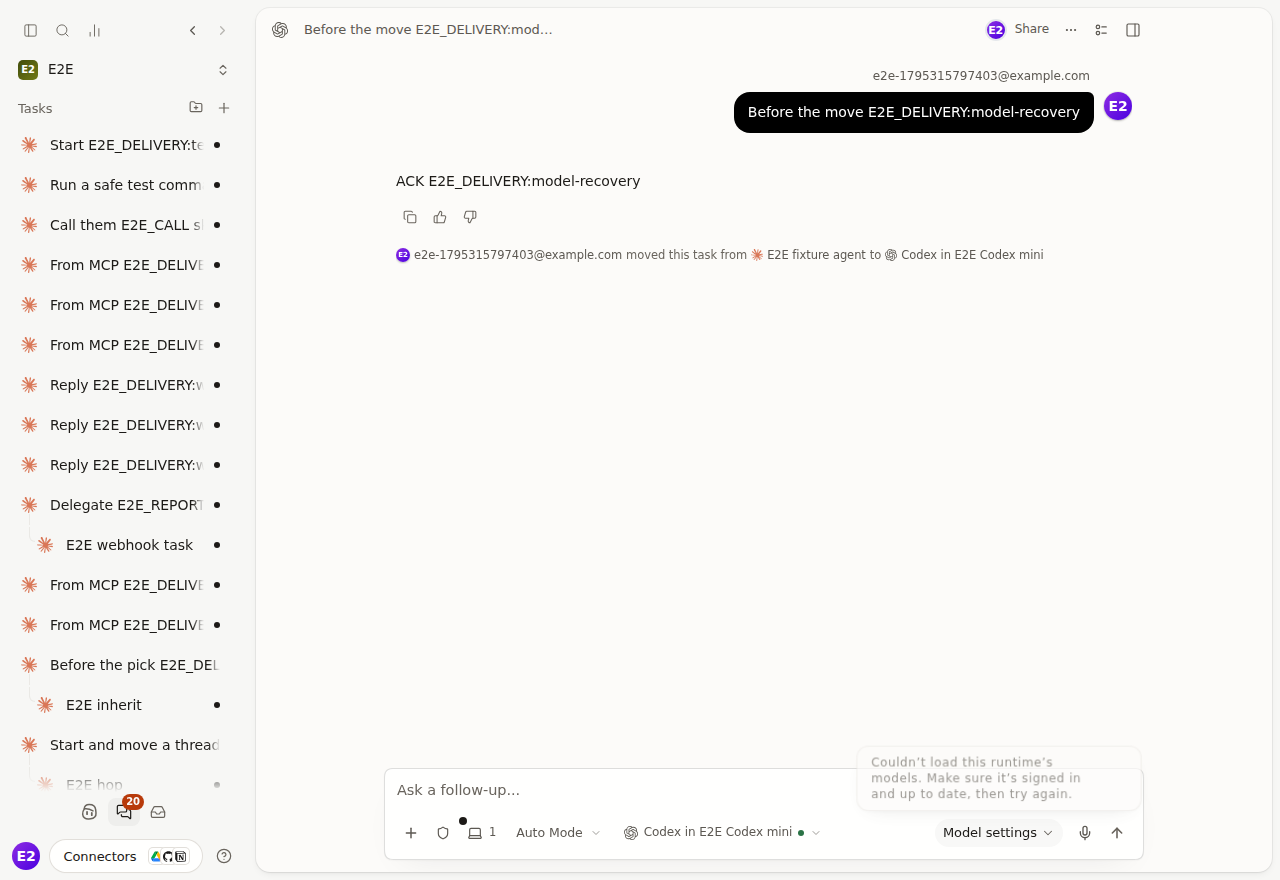 Before the move E2E_DELIVERY:mod...
E2 Share
E2 E2E
Tasks
Start E2E_DELIVERY:te
Run a safe test comm
Call them E2E_CALL sl
From MCP E2E_DELIVE
From MCP E2E_DELIVE
From MCP E2E_DELIVE
Reply E2E_DELIVERY:w
Reply E2E_DELIVERY:w
Reply E2E_DELIVERY:w
Delegate E2E_REPORT
E2E webhook task
From MCP E2E_DELIVE
From MCP E2E_DELIVE
Before the pick E2E_DEL
E2E inherit
Start and move a thread
E2E hop
20
E2 Connectors
e2e-1795315797403@example.com
Before the move E2E_DELIVERY:model-recovery E2
ACK E2E_DELIVERY:model-recovery
E2 e2e-1795315797403@example.com moved this task from E2E fixture agent to Codex in E2E Codex mini
Couldn’t load this runtime’s
models. Make sure it’s signed in
and up to date, then try again.
Ask a follow-up...
1 Auto Mode Codex in E2E Codex mini Model settings